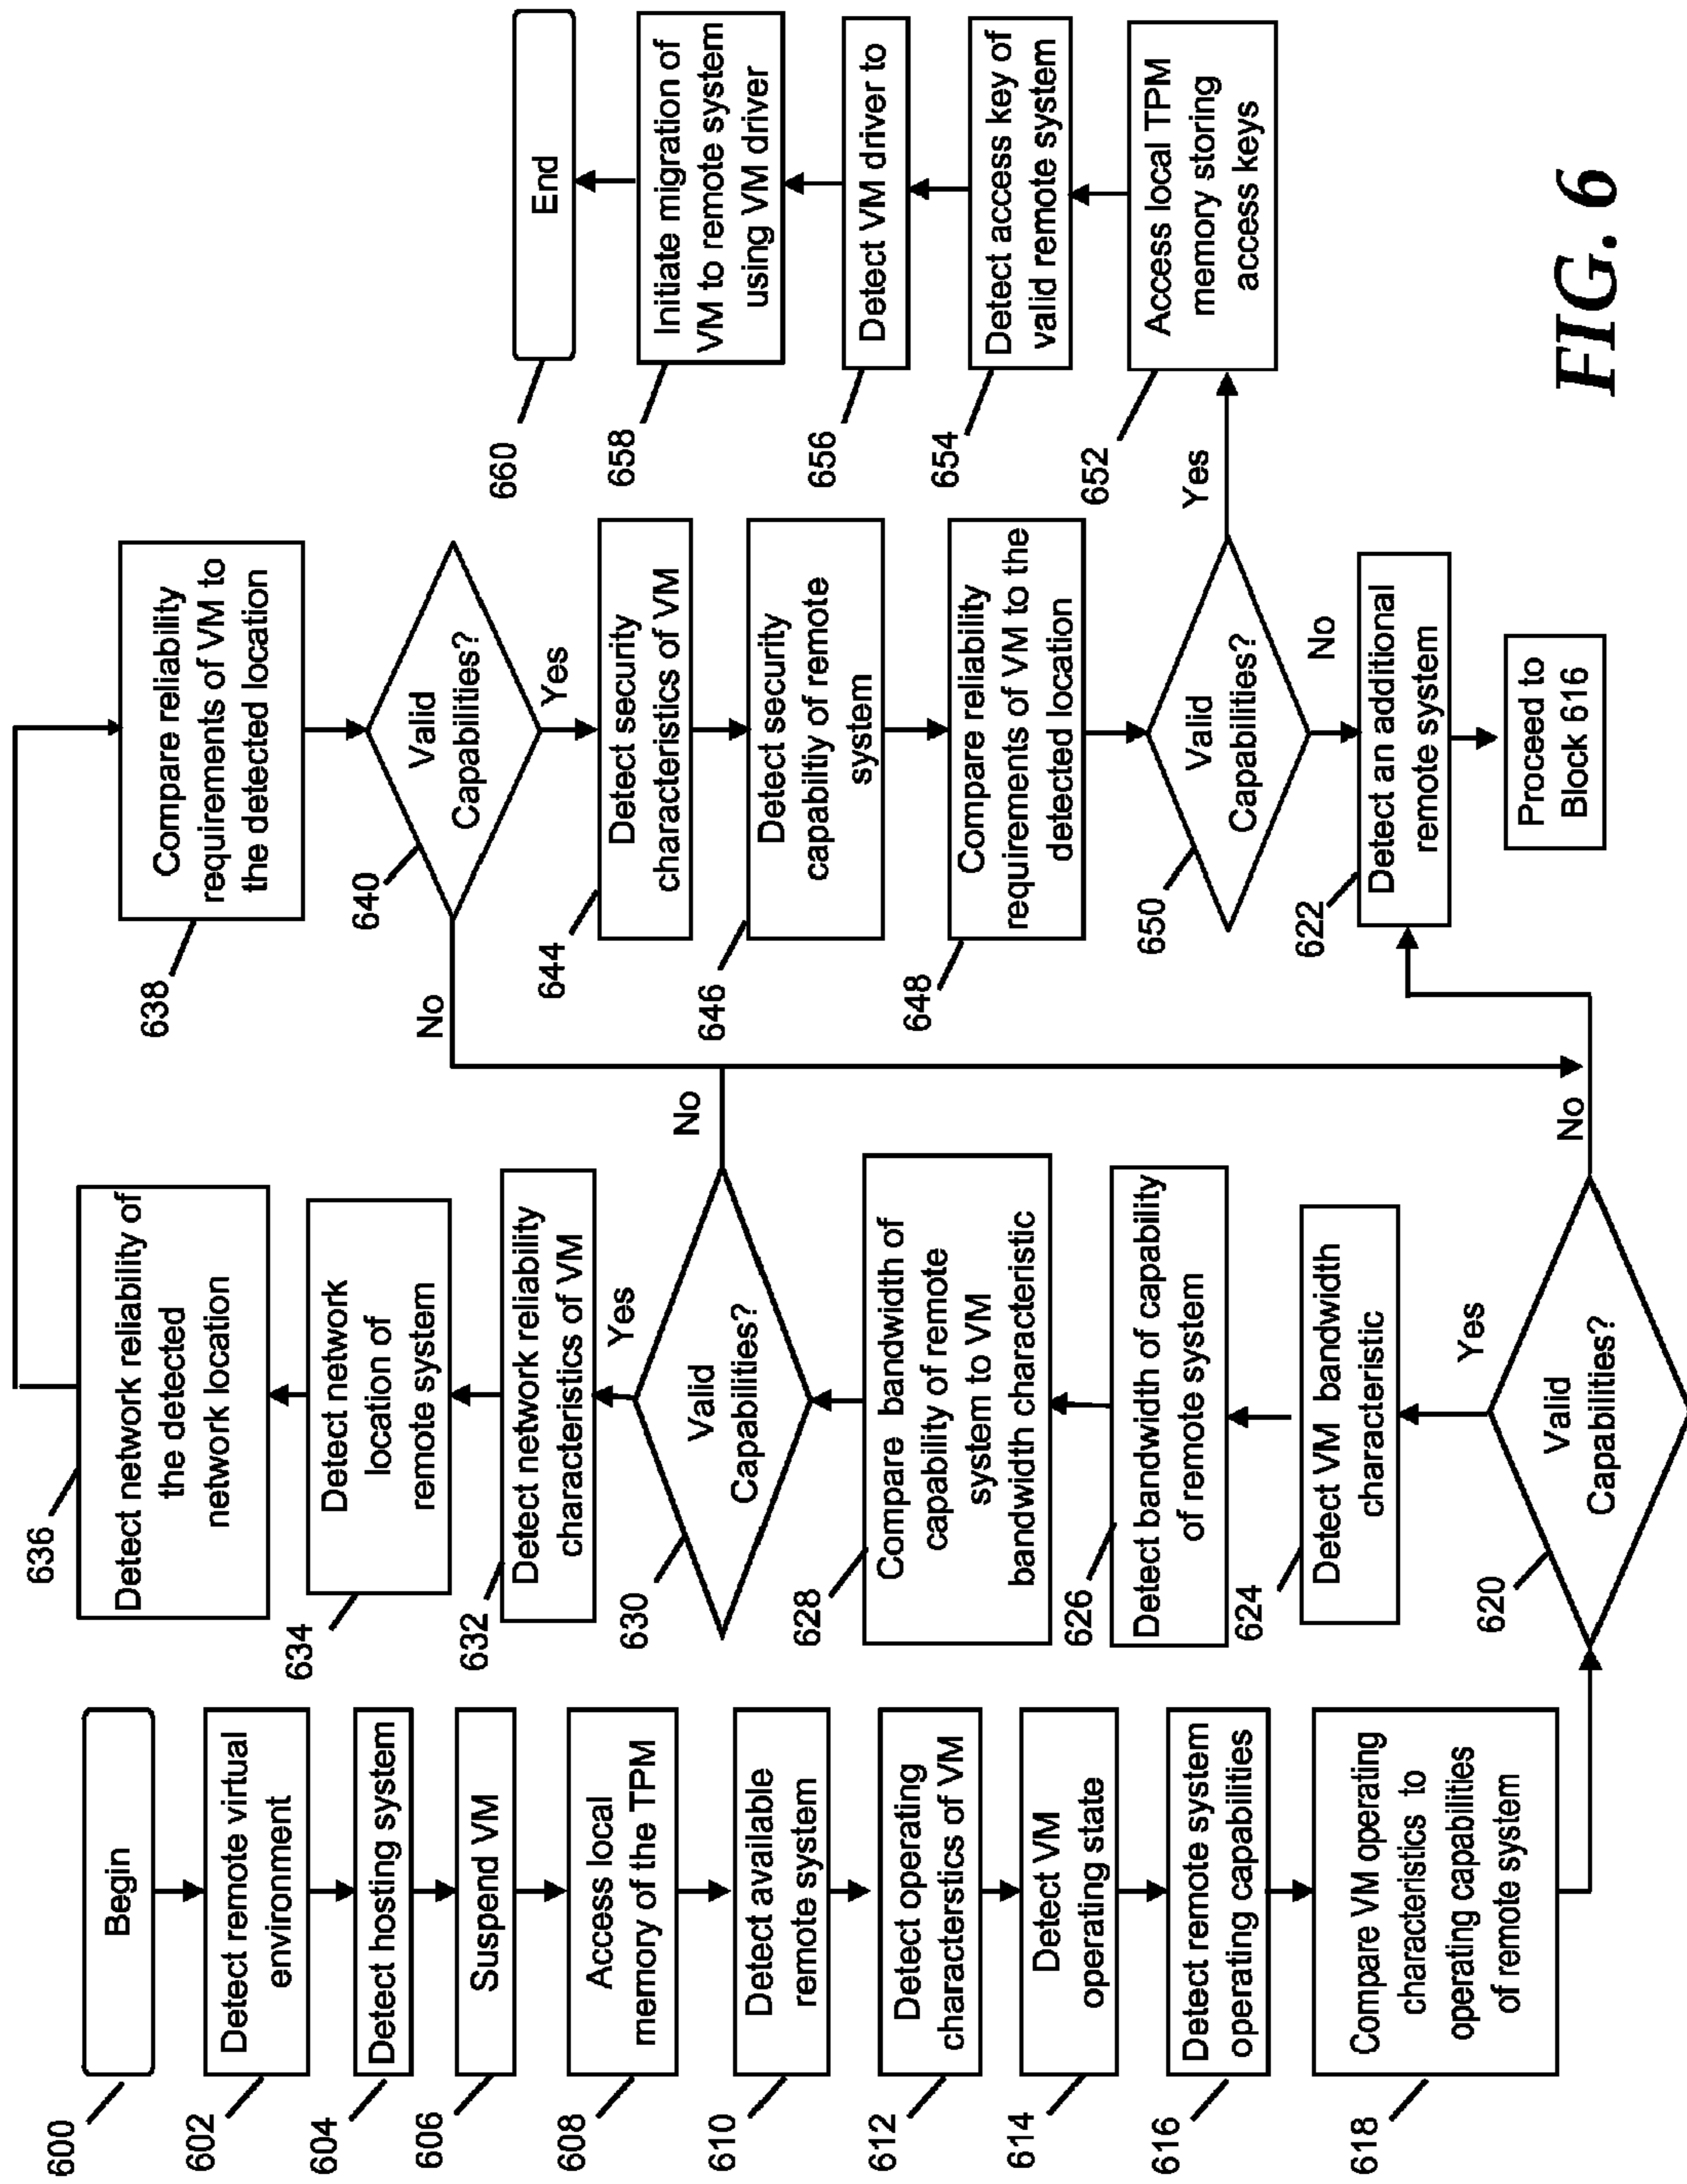 600
Begin
602
Detect remote virtual
environment
604
Detect hosting system
606
Suspend VM
608
Access local
memory of the TPM
610
Detect available
remote system
612
Detect operating
characterstics of VM
614
Detect VM
operating state
616
Detect remote system
operating capabilities
618
Compare VM operating
characteristics to
operating capabilities
of remote system
620
Valid
Capabilities?
Yes
No
624
Detect VM bandwidth
characteristic
626
Detect bandwidth of capability
of remote system
628
Compare bandwidth of
capability of remote
system to VM
bandwidth characteristic
630
Valid
Capabilities?
Yes
No
632
Detect network reliability
characteristics of VM
634
Detect network
location of
remote system
636
Detect network reliability of
the detected
network location
638
Compare reliability
requirements of VM to
the detected location
640
Valid
Capabilities?
No
Yes
644
Detect security
characteristics of VM
646
Detect security
capability of remote
system
648
Compare reliability
requirements of VM to the
detected location
650
Valid
Capabilities?
Yes
No
622
Detect an additional
remote system
Proceed to
Block 616
652
Access local TPM
memory storing
access keys
654
Detect access key of
valid remote system
656
Detect VM driver to
658
Initiate migration of
VM to remote system
using VM driver
660
End
FIG. 6